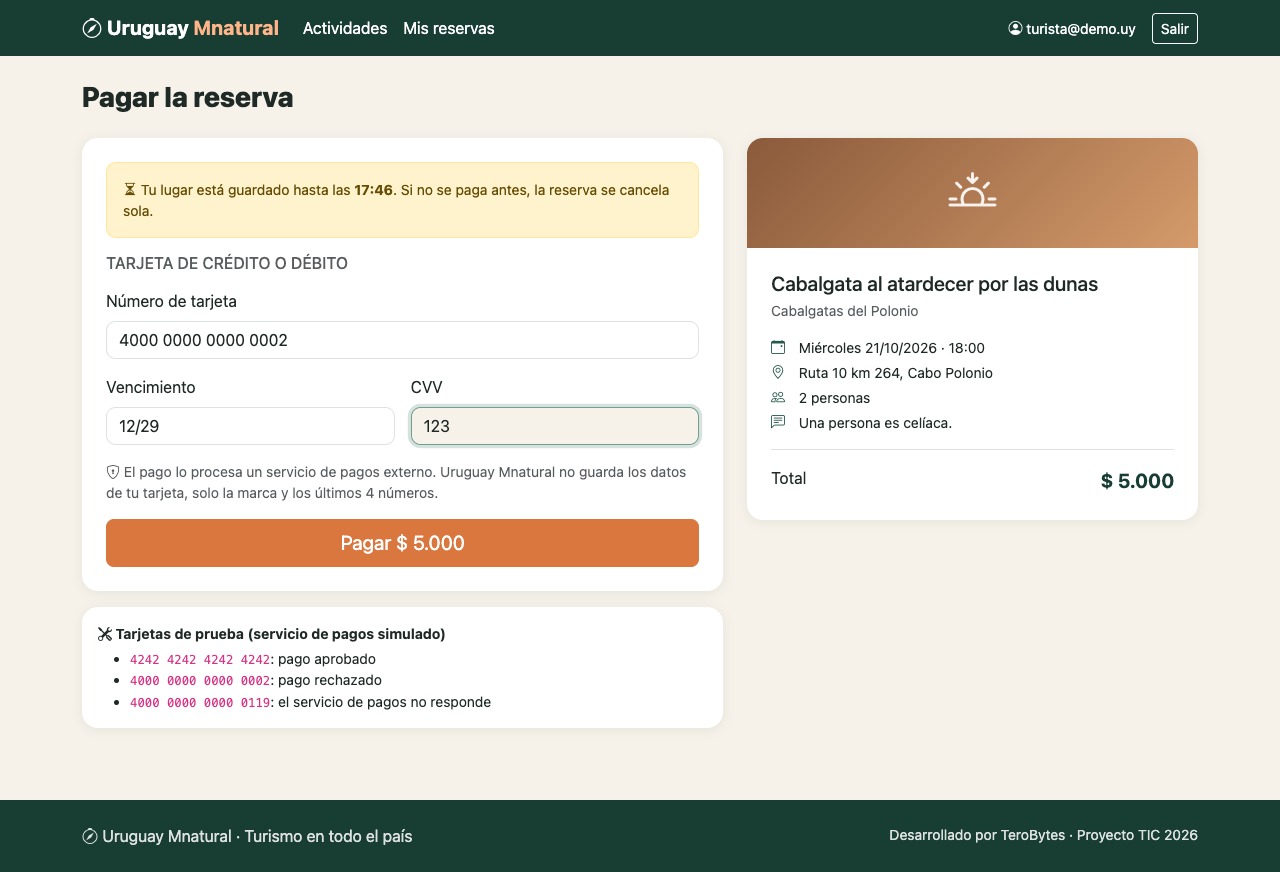 Uruguay Mnatural
Actividades
Mis reservas
turista@demo.uy
Salir
Pagar la reserva
Tu lugar está guardado hasta las 17:46. Si no se paga antes, la reserva se cancela
sola.
TARJETA DE CRÉDITO O DÉBITO
Número de tarjeta
4000 0000 0000 0002
Vencimiento
CVV
12/29
123
El pago lo procesa un servicio de pagos externo. Uruguay Mnatural no guarda los datos
de tu tarjeta, solo la marca y los últimos 4 números.
Pagar $ 5.000
Tarjetas de prueba (servicio de pagos simulado)
4242 4242 4242 4242: pago aprobado
4000 0000 0000 0002: pago rechazado
4000 0000 0000 0119: el servicio de pagos no responde
Cabalgata al atardecer por las dunas
Cabalgatas del Polonio
Miércoles 21/10/2026 · 18:00
Ruta 10 km 264, Cabo Polonio
2 personas
Una persona es celíaca.
Total
$ 5.000
Uruguay Mnatural · Turismo en todo el país
Desarrollado por TeroBytes · Proyecto TIC 2026